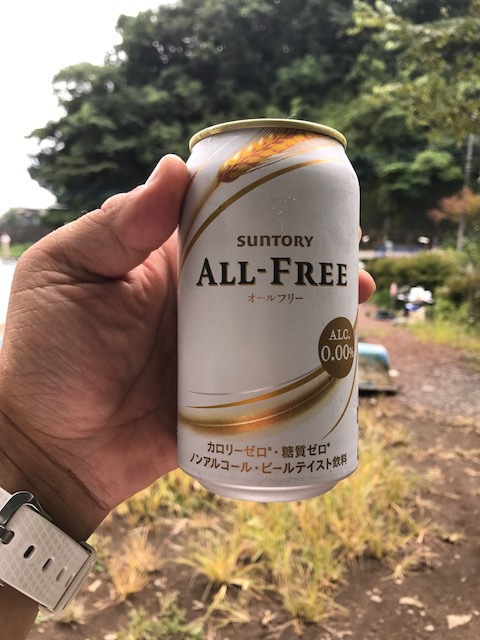 SUNTORY
ALL-FREE
オールフリー
ALC.
0.00%
カロリーゼロ*・糖質ゼロ*
ノンアルコール・ビールテイスト飲料